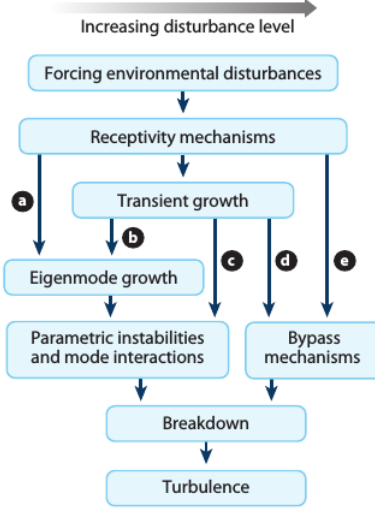 Increasing disturbance level
Forcing environmental disturbances
Receptivity mechanisms
a
Transient growth
b
c
d
e
Eigenmode growth
Parametric instabilities
and mode interactions
Bypass
mechanisms
Breakdown
Turbulence